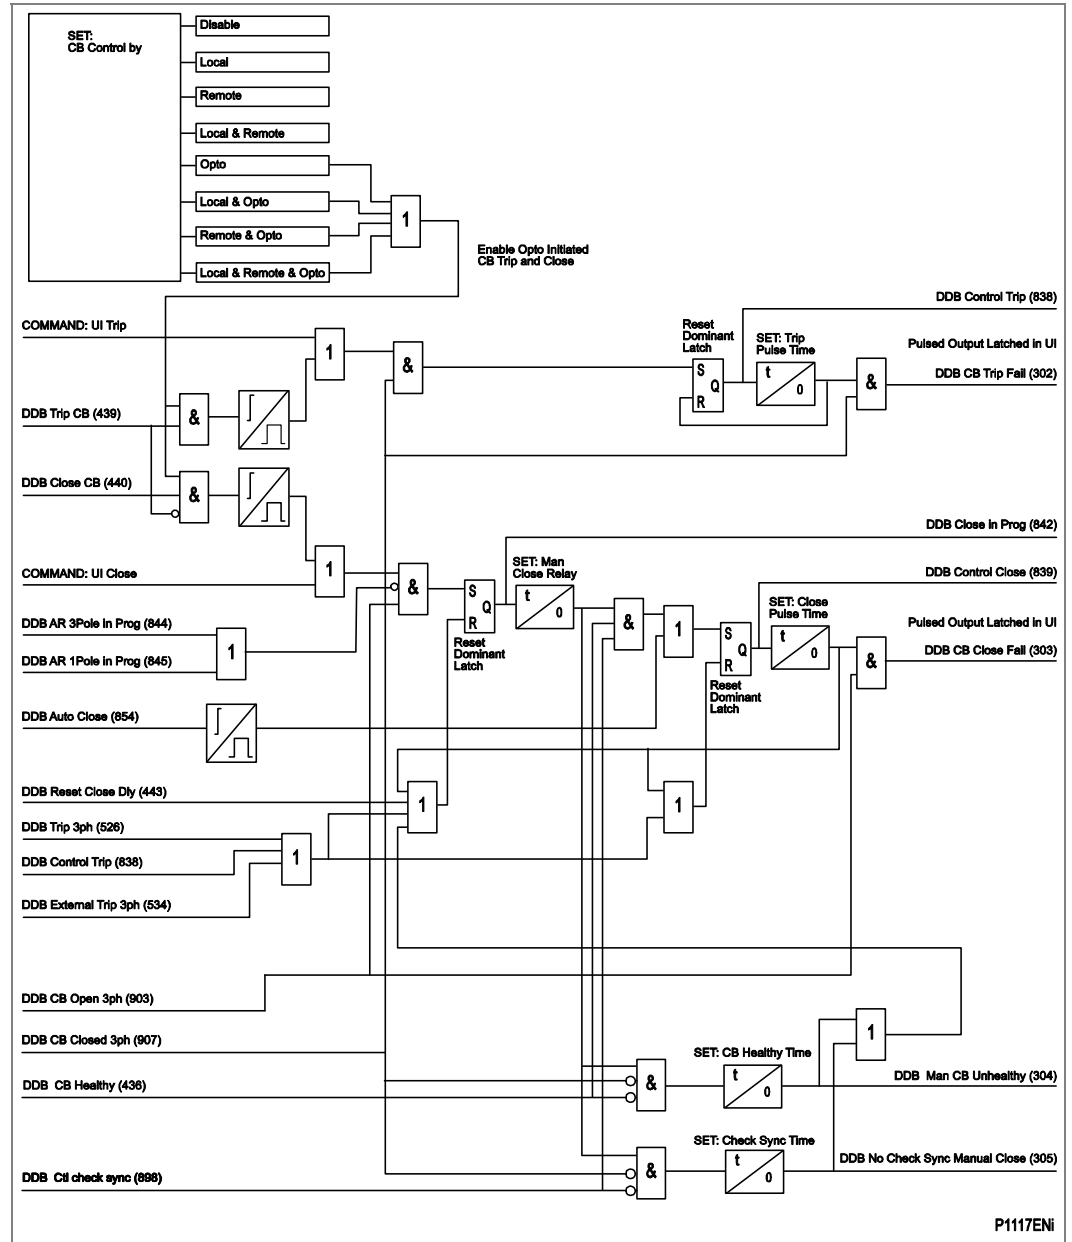 SET:
CB Control by
Disable
Local
Remote
Local & Remote
Opto
Local & Opto
Remote & Opto
Local & Remote & Opto
1
Enable Opto Initiated
CB Trip and Close
DDB Control Trip (838)
COMMAND: UI Trip
1
&
Reset
Dominant
Latch
S
Q
R
SET: Trip
Pulse Time
t
0
Pulsed Output Latched in UI
&
DDB CB Trip Fail (302)
DDB Trip CB (439)
&
DDB Close CB (440)
&
DDB Close in Prog (842)
COMMAND: UI Close
1
&
S
Q
R
Reset
Dominant
Latch
SET: Man
Close Relay
t
0
&
1
S
Q
R
Reset
Dominant
Latch
DDB Control Close (839)
SET: Close
Pulse Time
t
0
Pulsed Output Latched in UI
&
DDB CB Close Fail (303)
DDB AR 3Pole in Prog (844)
1
DDB AR 1Pole in Prog (845)
DDB Auto Close (854)
DDB Reset Close Dly (443)
1
1
DDB Trip 3ph (526)
1
DDB Control Trip (838)
DDB External Trip 3ph (534)
DDB CB Open 3ph (903)
DDB CB Closed 3ph (907)
1
SET: CB Healthy Time
DDB CB Healthy (436)
&
t
0
DDB Man CB Unhealthy (304)
SET: Check Sync Time
DDB Ctl check sync (898)
&
t
0
DDB No Check Sync Manual Close (305)
P1117ENi